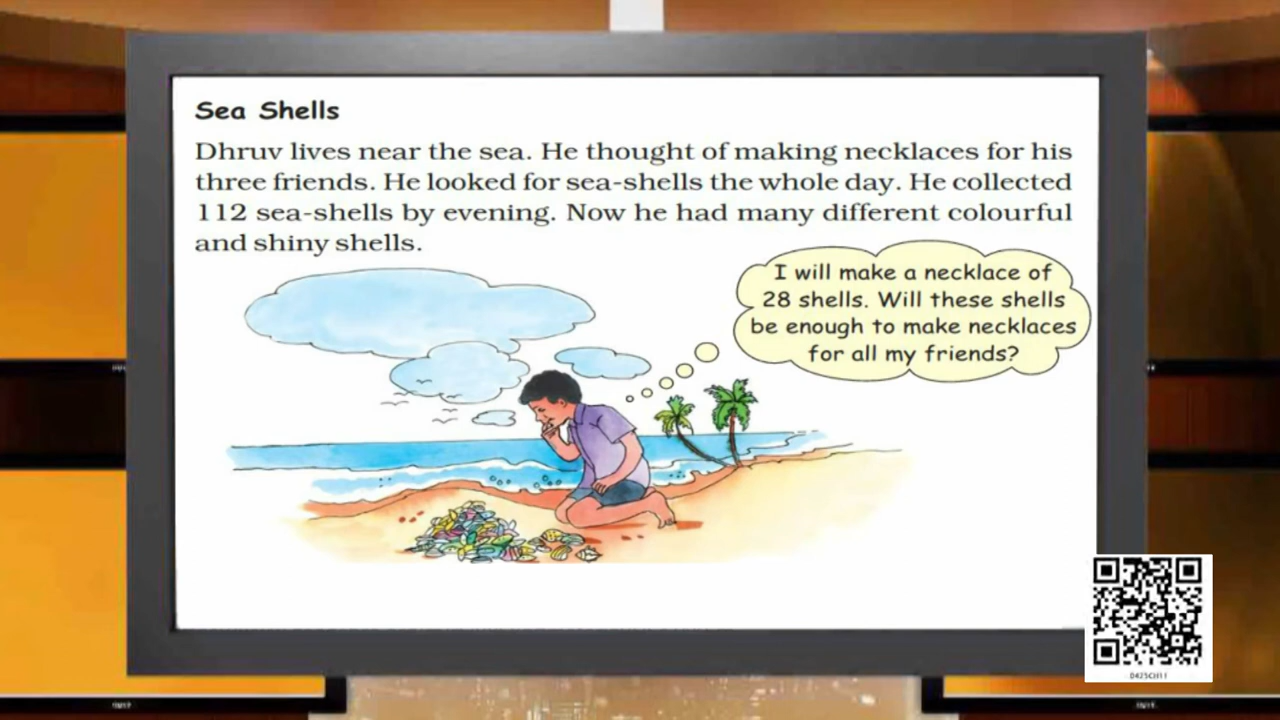 Sea Shells
Dhruv lives near the sea. He thought of making necklaces for his
three friends. He looked for sea-shells the whole day. He collected
112 sea-shells by evening. Now he had many different colourful
and shiny shells.
I will make a necklace of
28 shells. Will these shells
be enough to make necklaces
for all my friends?